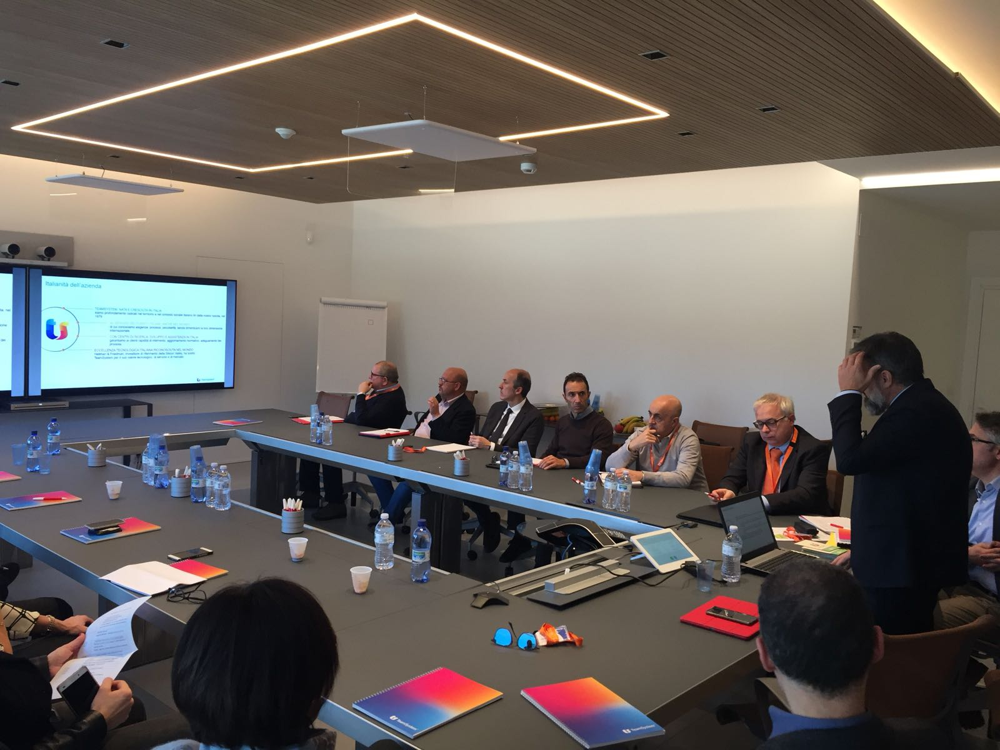 Italianità dell'azienda
TEAMSYSTEM: NATA E CRESCIUTA IN ITALIA
siamo profondamente radicati nel territorio e nel contesto sociale italiano fin dalla nostra nascita, nel
1979
di cui conosciamo esigenze, processi, peculiarità, senza dimenticare la loro dimensione
internazionale
CON CENTRI DI RICERCA, SVILUPPO E ASSISTENZA IN ITALIA
garantiamo ai clienti rapidità di intervento, aggiornamento normativo, adeguamento dei
processi
ECCELLENZA TECNOLOGICA ITALIANA RICONOSCIUTA NEL MONDO
Hellman & Friedman, investitore di riferimento della Silicon Valley, ha scelto
TeamSystem per il suo valore tecnologico, di servizio e di mercato
TeamSystem
TeamSystem
TeamSystem